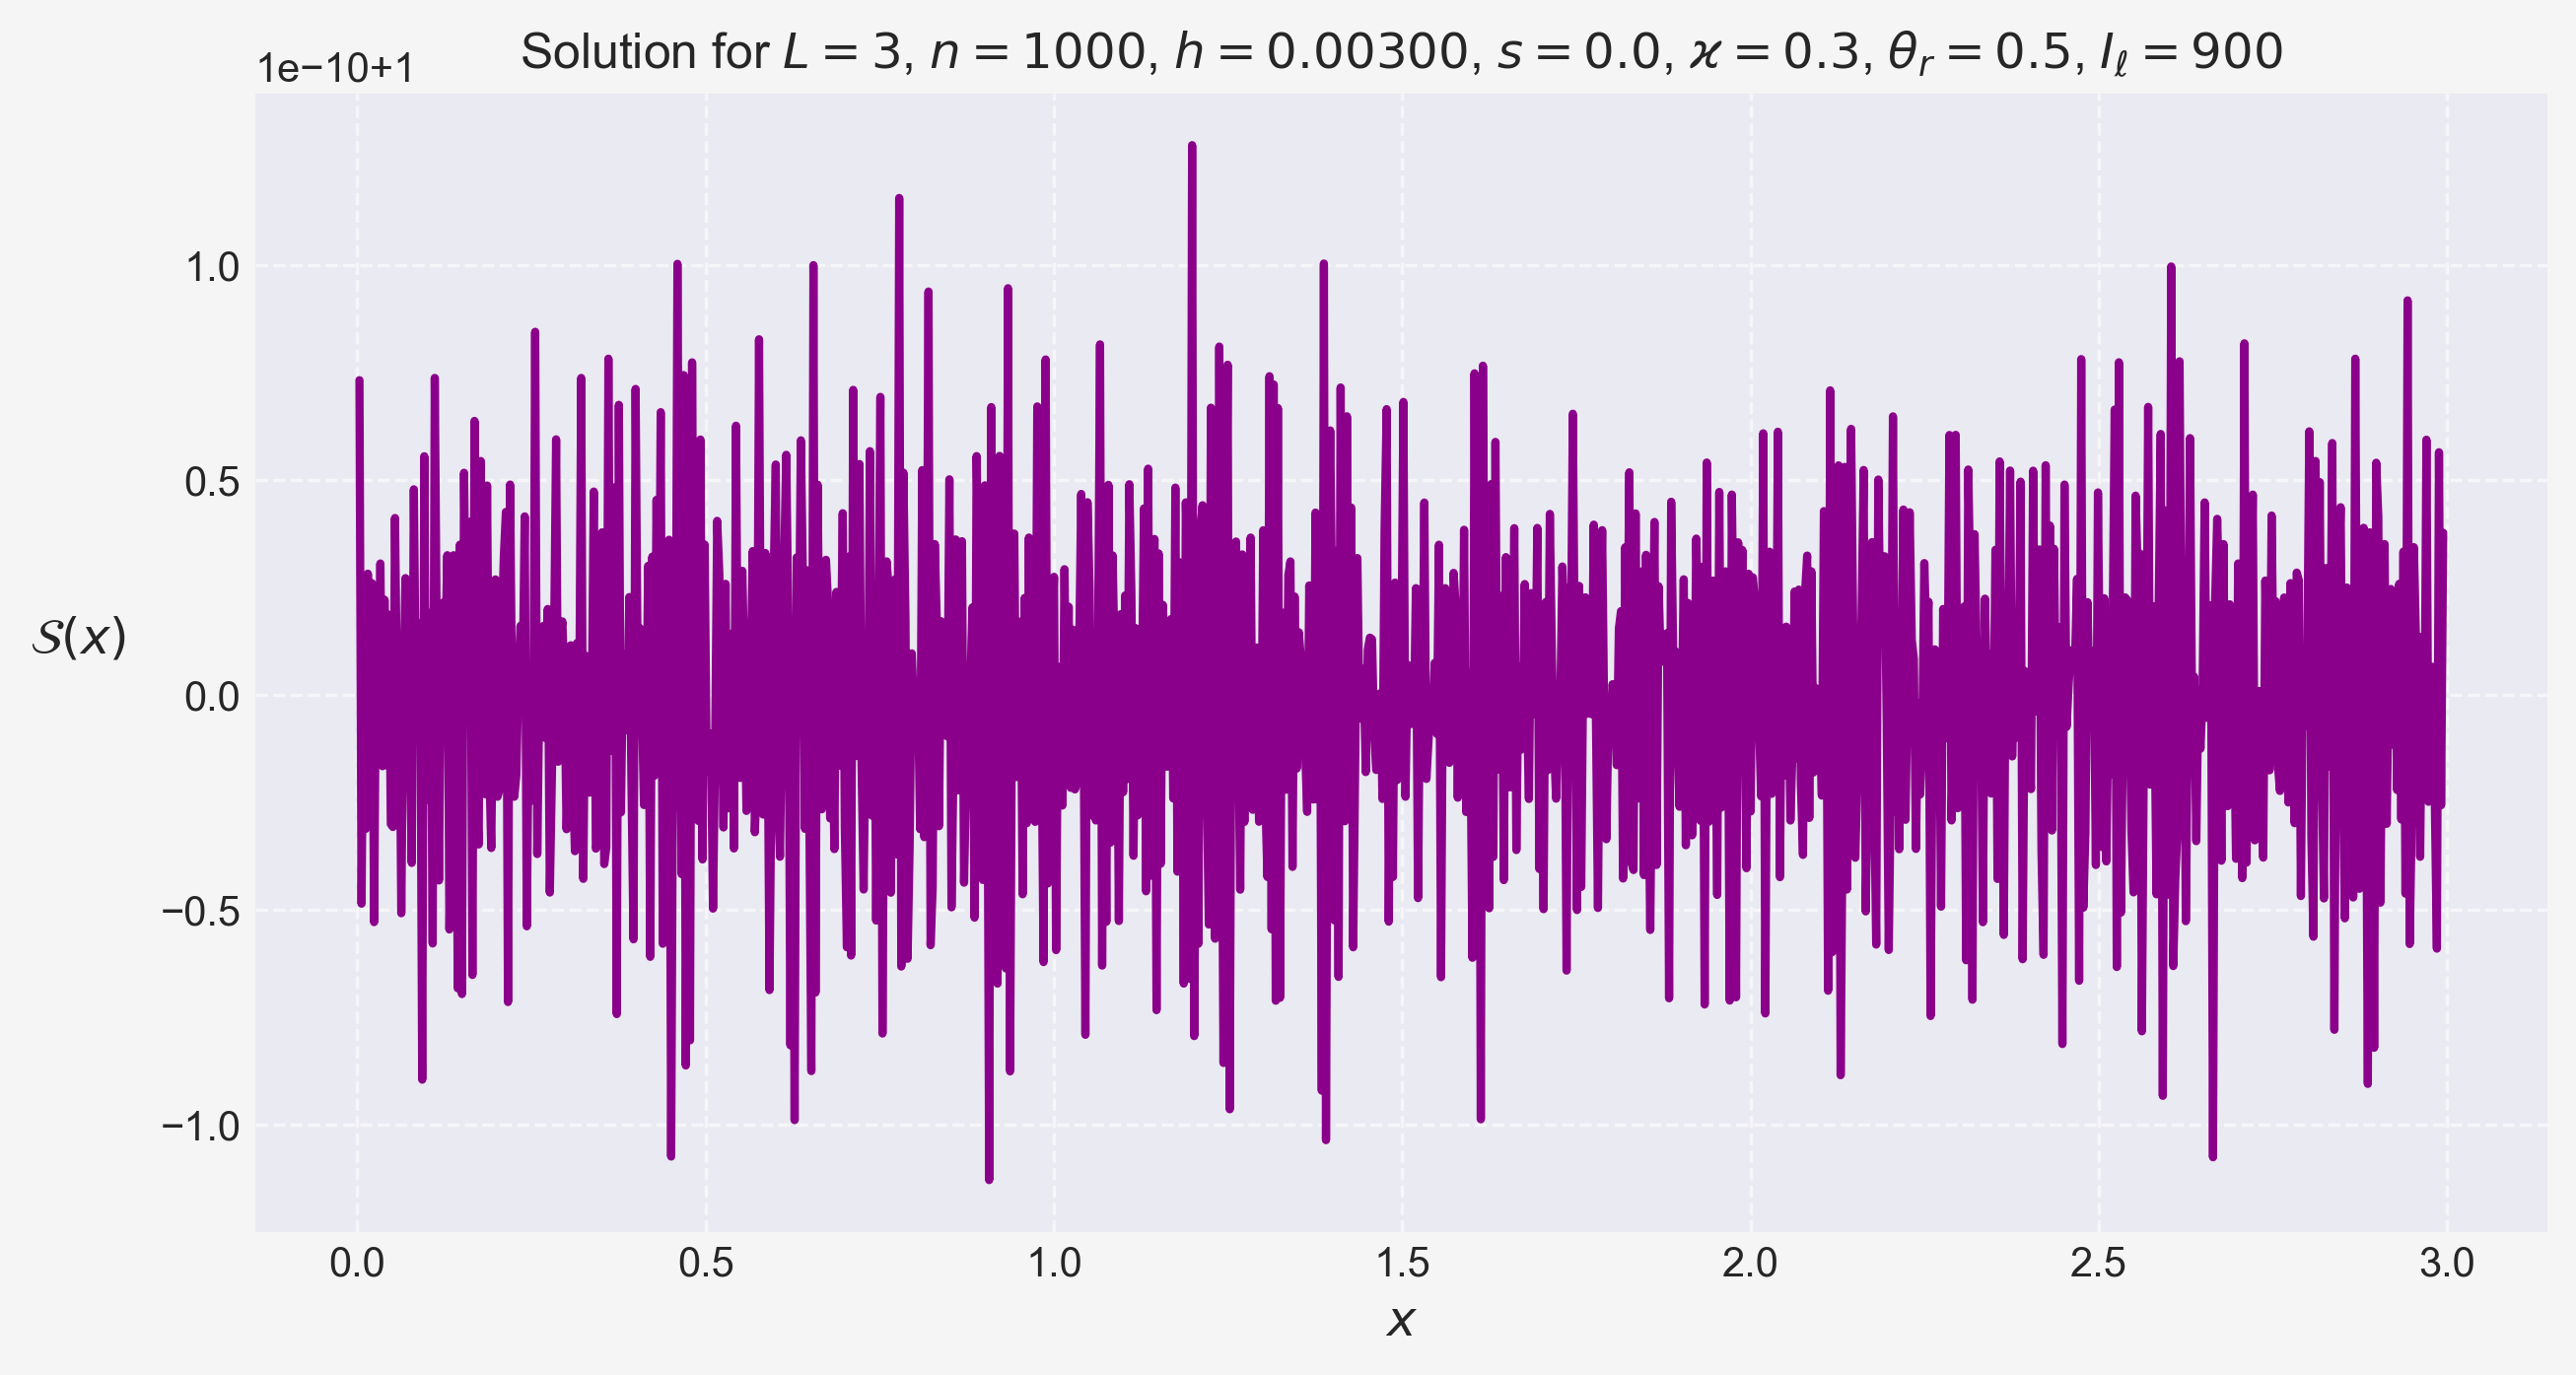 Solution for L = 3, n = 1000, h = 0.00300, s = 0.0, ϰ = 0.3, θ_r = 0.5, I_ℓ = 900
1e−10+1
1.0
0.5
𝒮(x)
0.0
−0.5
−1.0
0.0 0.5 1.0 1.5 2.0 2.5 3.0
x